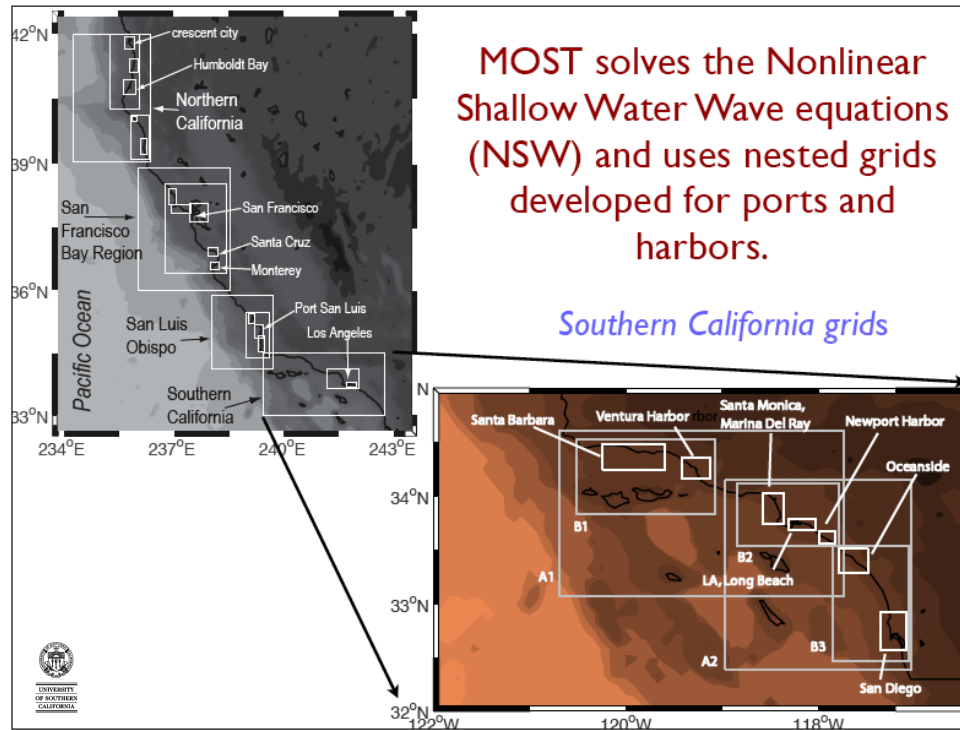 MOST solves the Nonlinear
Shallow Water Wave equations
(NSW) and uses nested grids
developed for ports and
harbors.
Southern California grids
42°N
39°N
36°N
33°N
234°E
237°E
240°E
243°E
crescent city
Humboldt Bay
Northern
California
San
Francisco
Bay Region
San Francisco
Santa Cruz
Monterey
Pacific Ocean
San Luis
Obispo
Port San Luis
Los Angeles
Southern
California
N
34°N
33°N
32°N
122°W
120°W
118°W
Santa Barbara
Ventura Harbor rbor
Santa Monica,
Marina Del Ray
Newport Harbor
Oceanside
B1
B2
A1
LA, Long Beach
A2
B3
San Diego
UNIVERSITY
OF SOUTHERN
CALIFORNIA